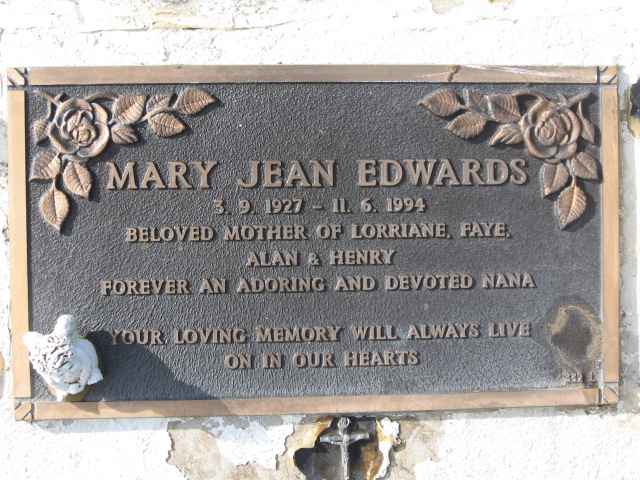 MARY JEAN EDWARDS
3. 9. 1927 - 11. 6. 1994
BELOVED MOTHER OF LORRIANE, FAYE,
ALAN & HENRY
FOREVER AN ADORING AND DEVOTED NANA
YOUR LOVING MEMORY WILL ALWAYS LIVE
ON IN OUR HEARTS